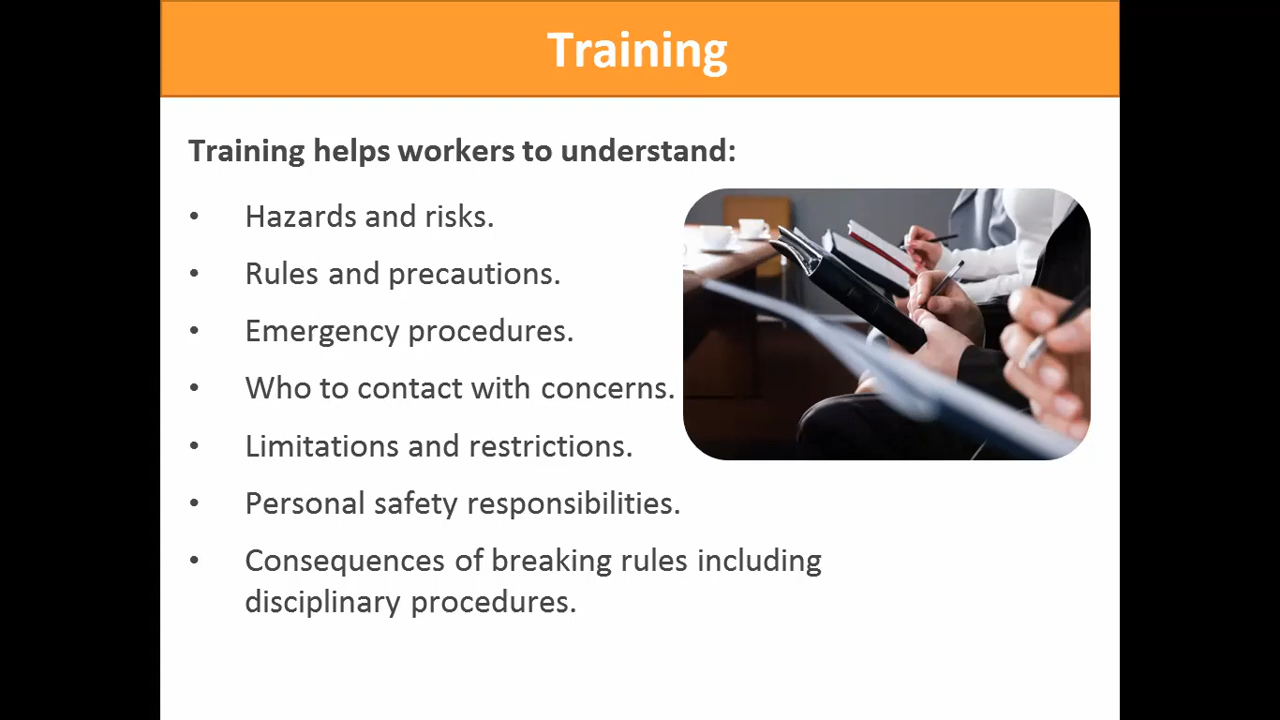 Training
Training helps workers to understand:
• Hazards and risks.
• Rules and precautions.
• Emergency procedures.
• Who to contact with concerns.
• Limitations and restrictions.
• Personal safety responsibilities.
• Consequences of breaking rules including
disciplinary procedures.